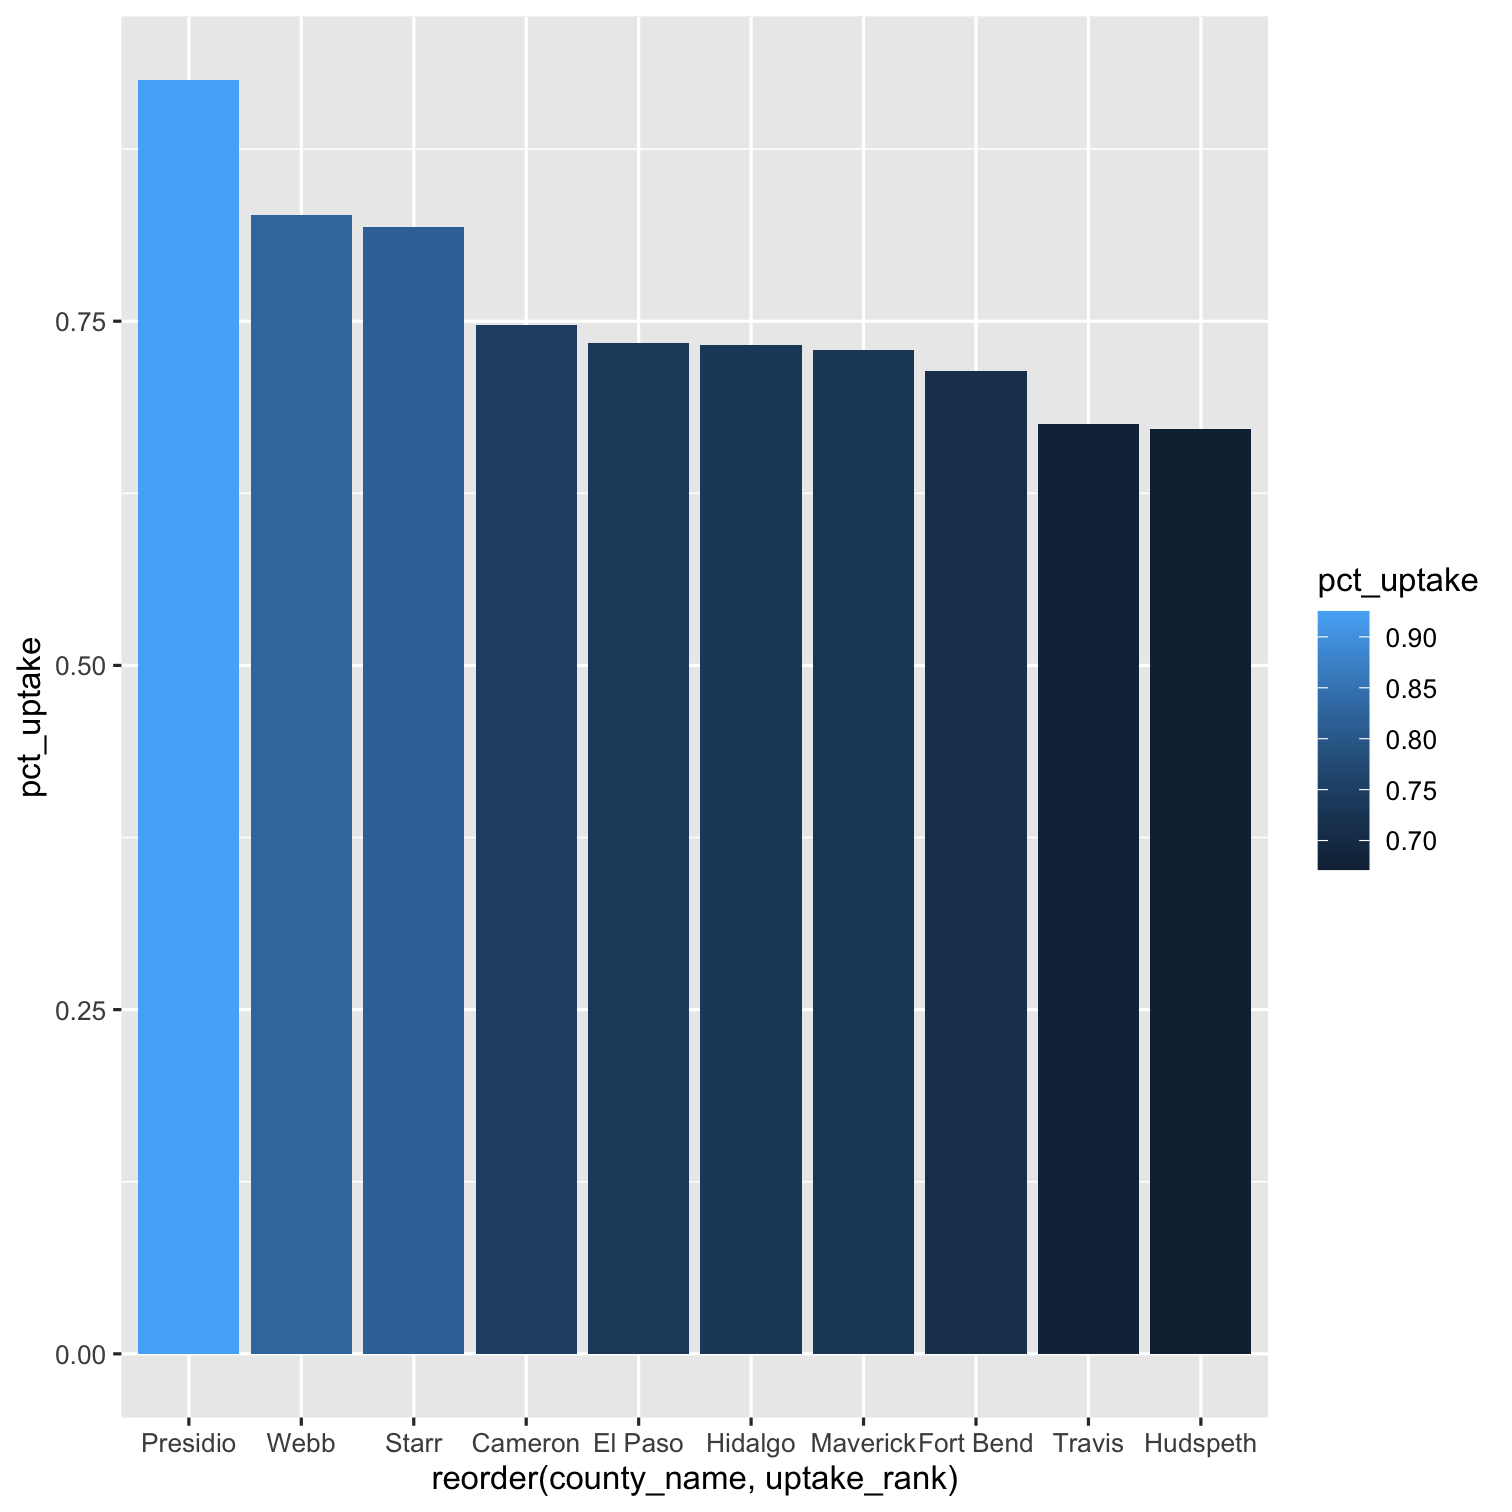 pct_uptake
0.75
0.50
0.25
0.00
Presidio Webb Starr Cameron El Paso Hidalgo Maverick Fort Bend Travis Hudspeth
reorder(county_name, uptake_rank)
pct_uptake
0.90
0.85
0.80
0.75
0.70